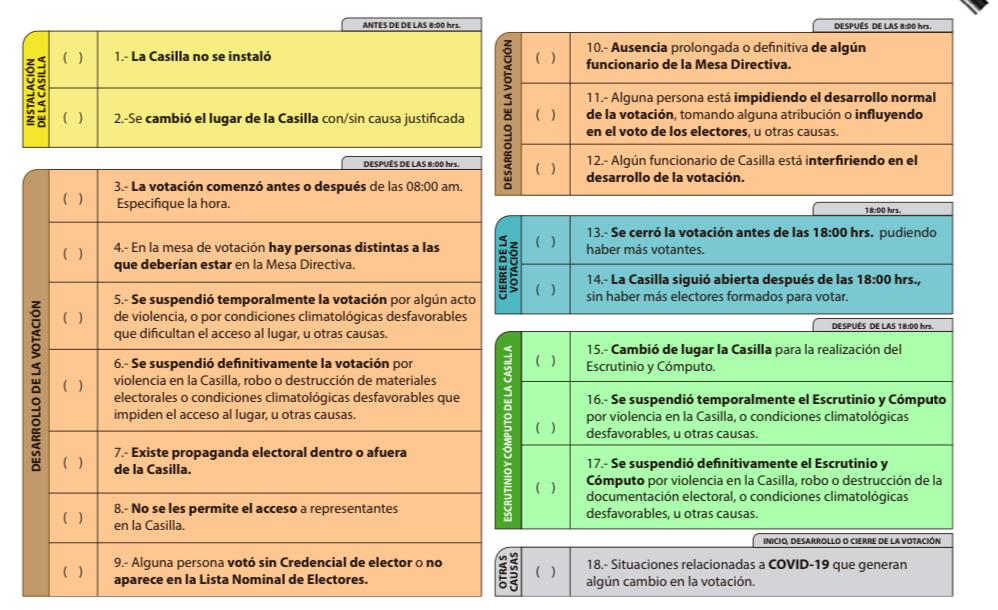 ANTES DE DE LAS 8:00 hrs.
INSTALACIÓN
DE LA CASILLA
( ) 1.- La Casilla no se instaló
( ) 2.-Se cambió el lugar de la Casilla con/sin causa justificada
DESPUÉS DE LAS 8:00 hrs.
DESARROLLO DE LA VOTACIÓN
( ) 3.- La votación comenzó antes o después de las 08:00 am.
Especifique la hora.
( ) 4.- En la mesa de votación hay personas distintas a las
que deberían estar en la Mesa Directiva.
( ) 5.- Se suspendió temporalmente la votación por algún acto
de violencia, o por condiciones climatológicas desfavorables
que dificultan el acceso al lugar, u otras causas.
( ) 6.- Se suspendió definitivamente la votación por
violencia en la Casilla, robo o destrucción de materiales
electorales o condiciones climatológicas desfavorables que
impiden el acceso al lugar, u otras causas.
( ) 7.- Existe propaganda electoral dentro o afuera
de la Casilla.
( ) 8.- No se les permite el acceso a representantes
en la Casilla.
( ) 9.- Alguna persona votó sin Credencial de elector o no
aparece en la Lista Nominal de Electores.
DESPUÉS DE LAS 8:00 hrs.
DESARROLLO DE LA VOTACIÓN
( ) 10.- Ausencia prolongada o definitiva de algún
funcionario de la Mesa Directiva.
( ) 11.- Alguna persona está impidiendo el desarrollo normal
de la votación, tomando alguna atribución o influyendo
en el voto de los electores, u otras causas.
( ) 12.- Algún funcionario de Casilla está interfiriendo en el
desarrollo de la votación.
18:00 hrs.
CIERRE DE LA
VOTACIÓN
( ) 13.- Se cerró la votación antes de las 18:00 hrs. pudiendo
haber más votantes.
( ) 14.- La Casilla siguió abierta después de las 18:00 hrs.,
sin haber más electores formados para votar.
DESPUÉS DE LAS 18:00 hrs.
ESCRUTINIO Y CÓMPUTO DE LA CASILLA
( ) 15.- Cambió de lugar la Casilla para la realización del
Escrutinio y Cómputo.
( ) 16.- Se suspendió temporalmente el Escrutinio y Cómputo
por violencia en la Casilla, o condiciones climatológicas
desfavorables, u otras causas.
( ) 17.- Se suspendió definitivamente el Escrutinio y
Cómputo por violencia en la Casilla, robo o destrucción de la
documentación electoral, o condiciones climatológicas
desfavorables, u otras causas.
INICIO, DESARROLLO O CIERRE DE LA VOTACIÓN
OTRAS
CAUSAS
( ) 18.- Situaciones relacionadas a COVID-19 que generan
algún cambio en la votación.